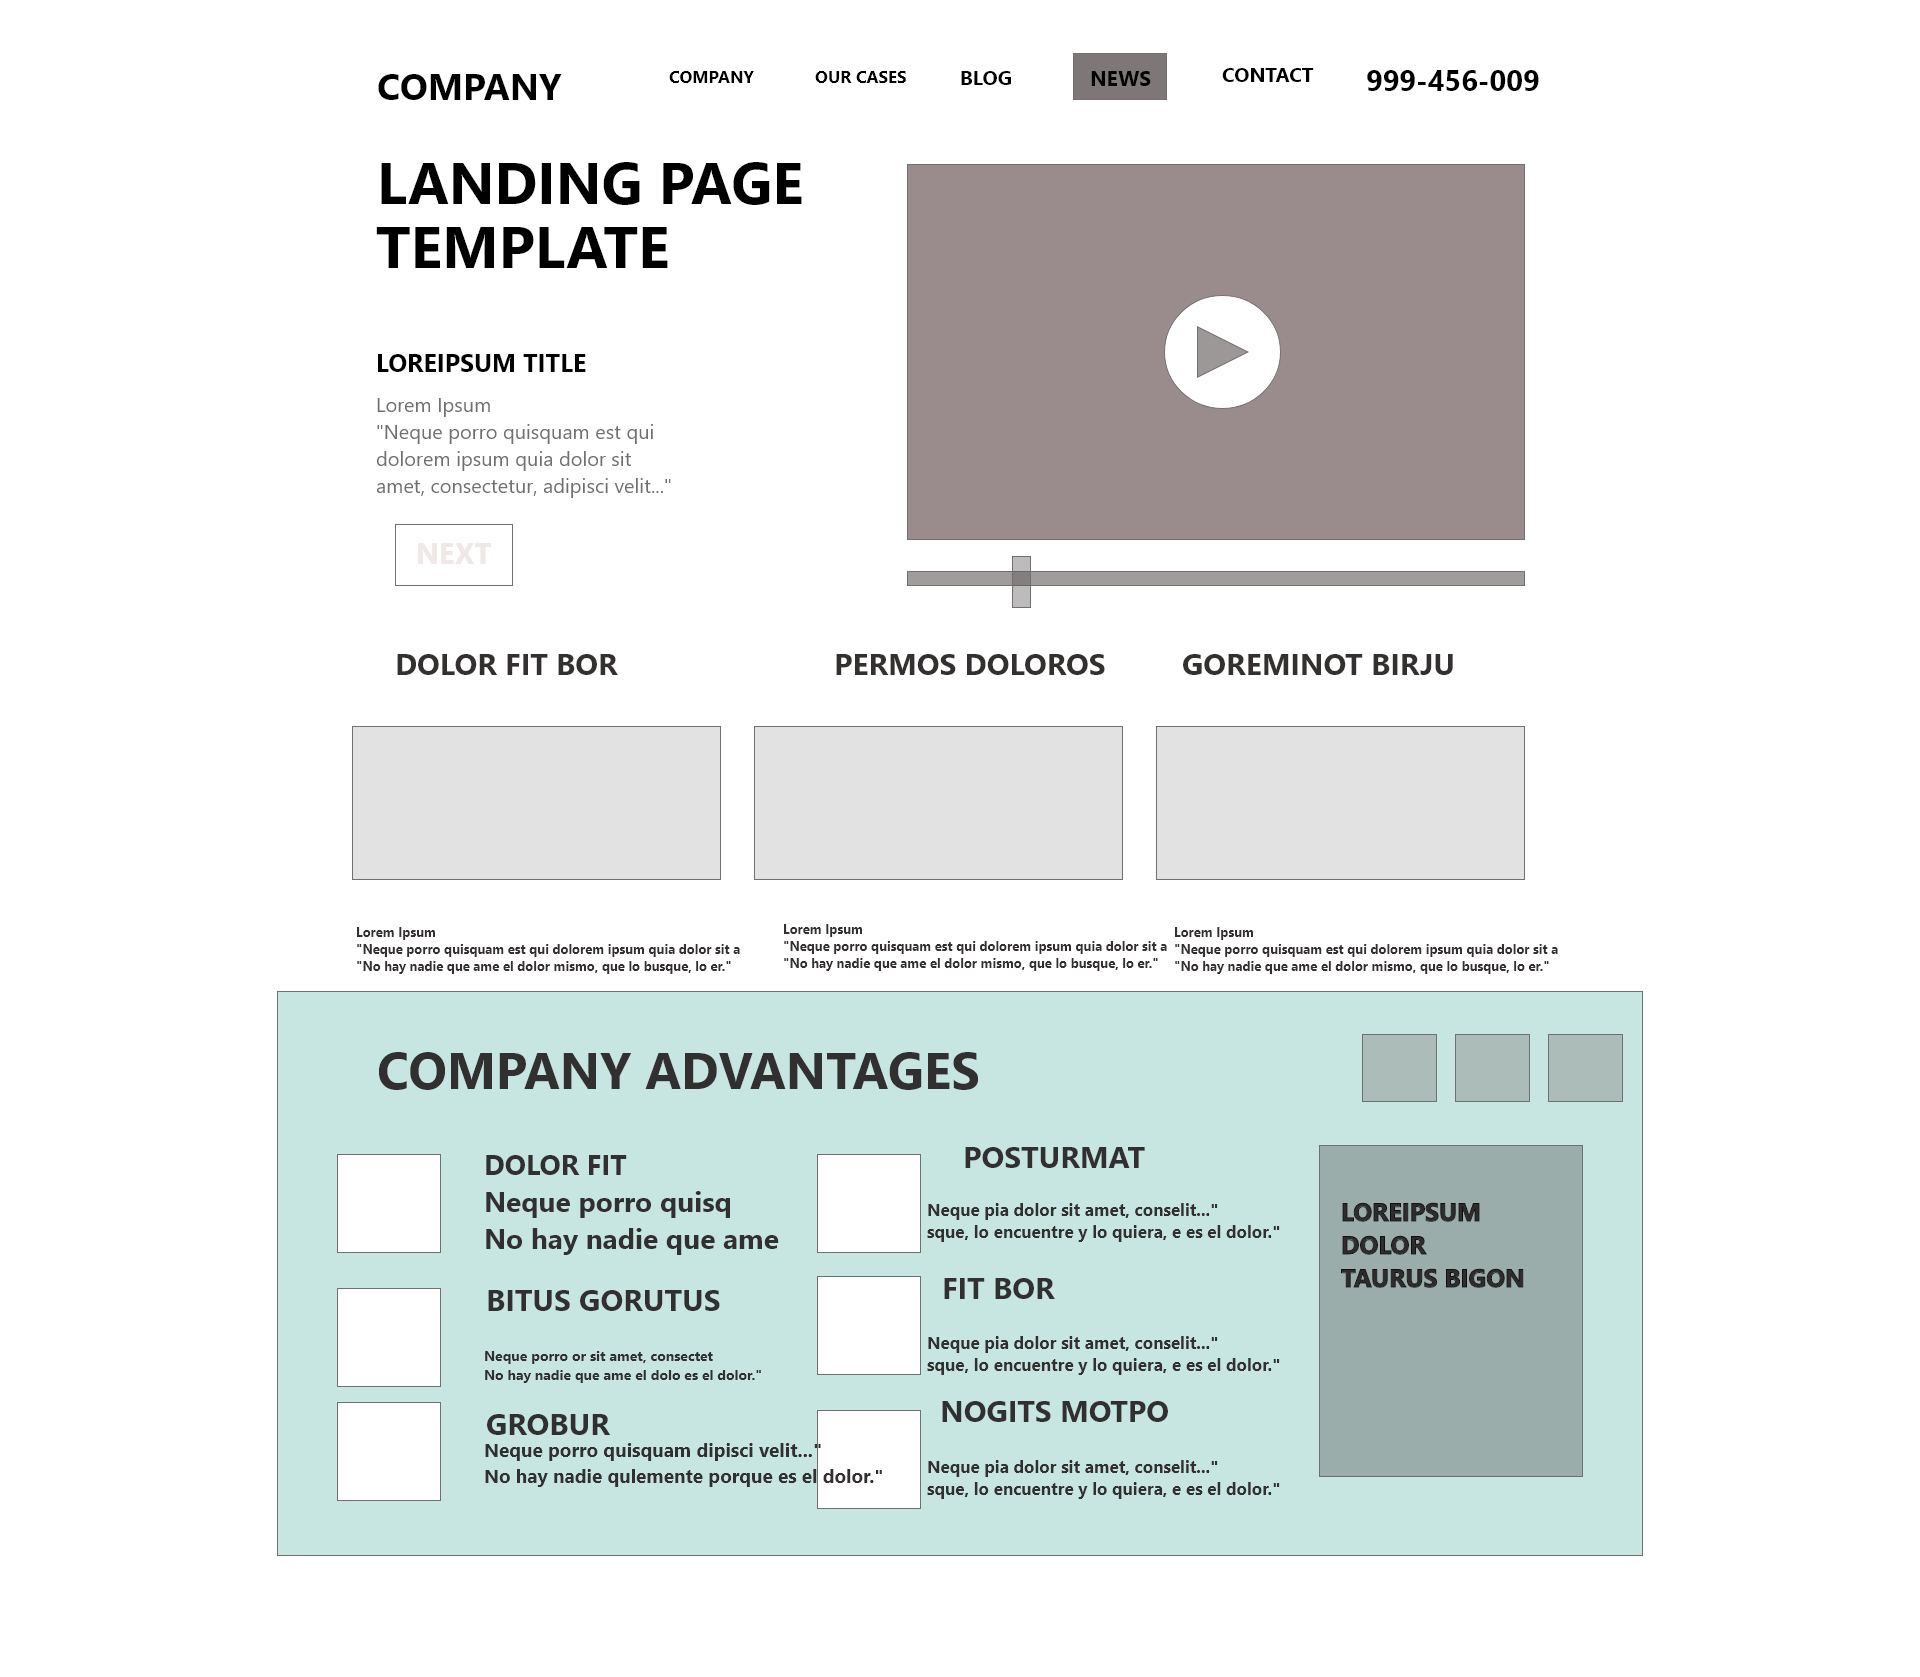 COMPANY
COMPANY
OUR CASES
BLOG
NEWS
CONTACT
999-456-009
LANDING PAGE
TEMPLATE
LOREIPSUM TITLE
Lorem Ipsum
"Neque porro quisquam est qui
dolorem ipsum quia dolor sit
amet, consectetur, adipisci velit..."
NEXT
DOLOR FIT BOR
PERMOS DOLOROS
GOREMINOT BIRJU
Lorem Ipsum
"Neque porro quisquam est qui dolorem ipsum quia dolor sit a
"No hay nadie que ame el dolor mismo, que lo busque, lo er."
Lorem Ipsum
"Neque porro quisquam est qui dolorem ipsum quia dolor sit a
"No hay nadie que ame el dolor mismo, que lo busque, lo er."
Lorem Ipsum
"Neque porro quisquam est qui dolorem ipsum quia dolor sit a
"No hay nadie que ame el dolor mismo, que lo busque, lo er."
COMPANY ADVANTAGES
DOLOR FIT
Neque porro quisq
No hay nadie que ame
BITUS GORUTUS
Neque porro or sit amet, consectet
No hay nadie que ame el dolo es el dolor."
GROBUR
Neque porro quisquam dipisci velit..."
No hay nadie qulemente porque es el dolor."
POSTURMAT
Neque pia dolor sit amet, conselit..."
sque, lo encuentre y lo quiera, e es el dolor."
FIT BOR
Neque pia dolor sit amet, conselit..."
sque, lo encuentre y lo quiera, e es el dolor."
NOGITS MOTPO
Neque pia dolor sit amet, conselit..."
sque, lo encuentre y lo quiera, e es el dolor."
LOREIPSUM
DOLOR
TAURUS BIGON